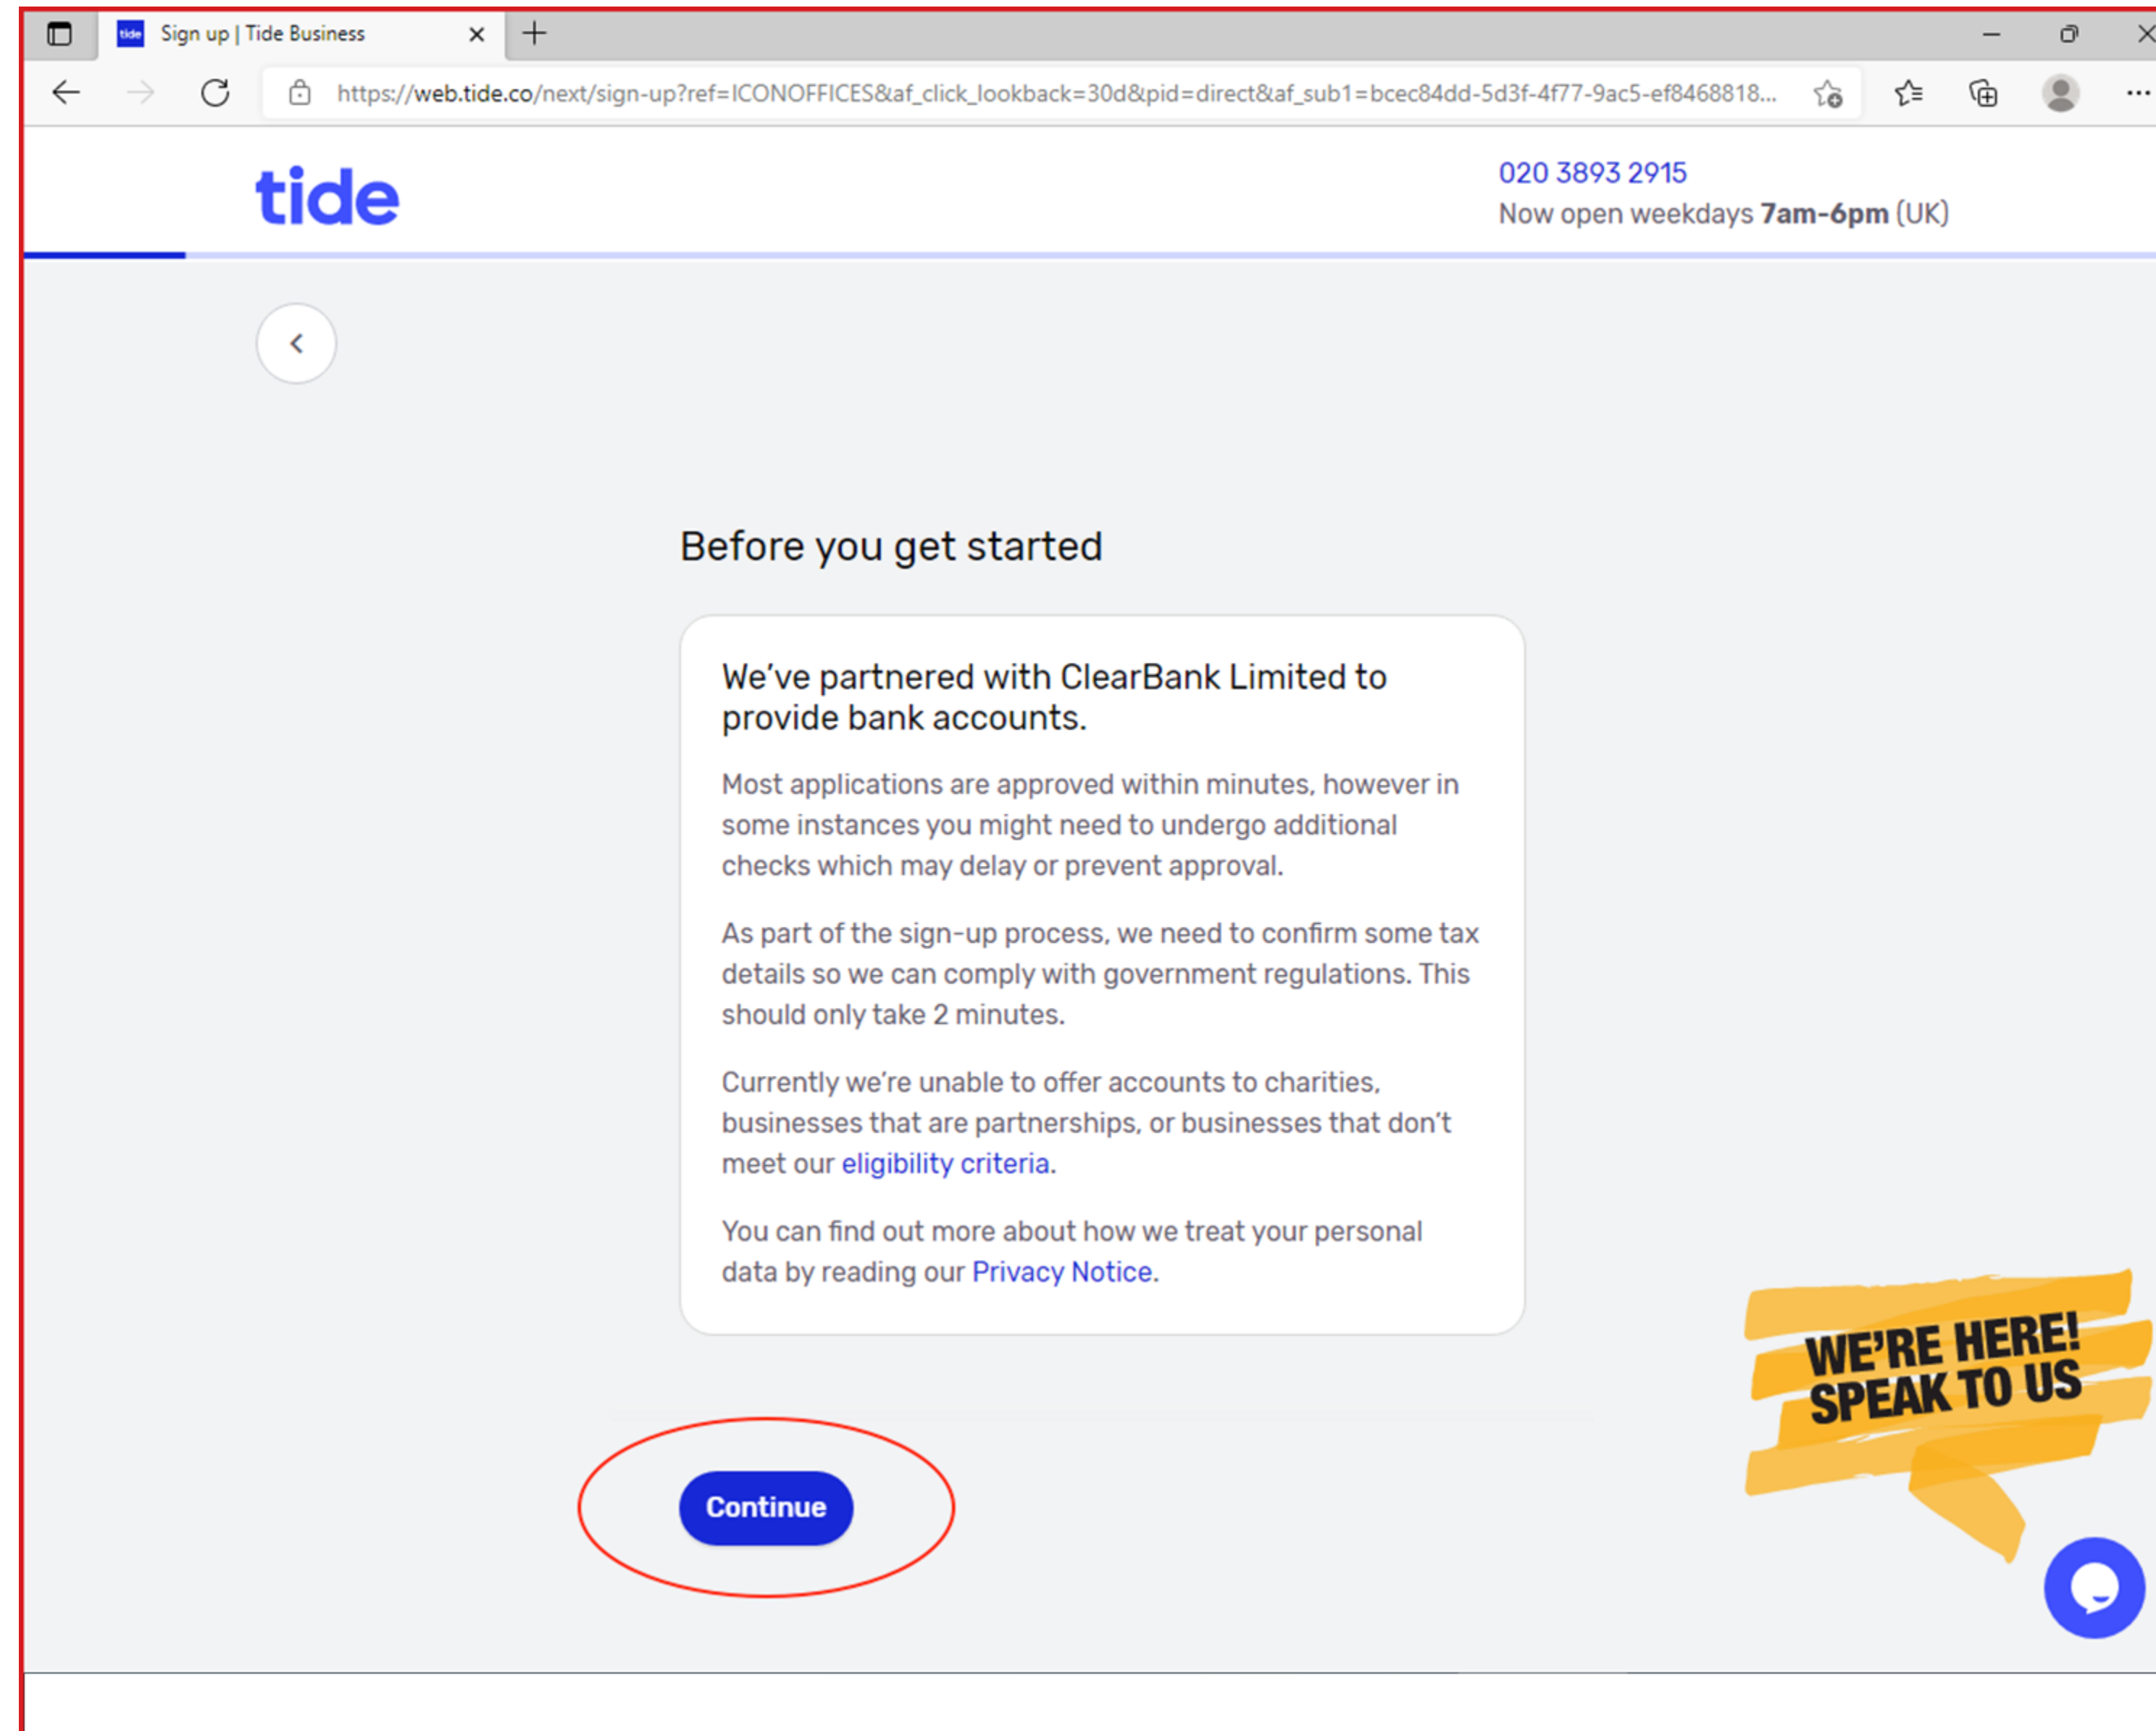 tide Sign up | Tide Business
https://web.tide.co/next/sign-up?ref=ICONOFFICES&af_click_lookback=30d&pid=direct&af_sub1=bcec84dd-5d3f-4f77-9ac5-ef8468818...
tide
020 3893 2915
Now open weekdays 7am-6pm (UK)
Before you get started
We've partnered with ClearBank Limited to
provide bank accounts.
Most applications are approved within minutes, however in
some instances you might need to undergo additional
checks which may delay or prevent approval.
As part of the sign-up process, we need to confirm some tax
details so we can comply with government regulations. This
should only take 2 minutes.
Currently we're unable to offer accounts to charities,
businesses that are partnerships, or businesses that don't
meet our eligibility criteria.
You can find out more about how we treat your personal
data by reading our Privacy Notice.
WE'RE HERE!
SPEAK TO US
Continue